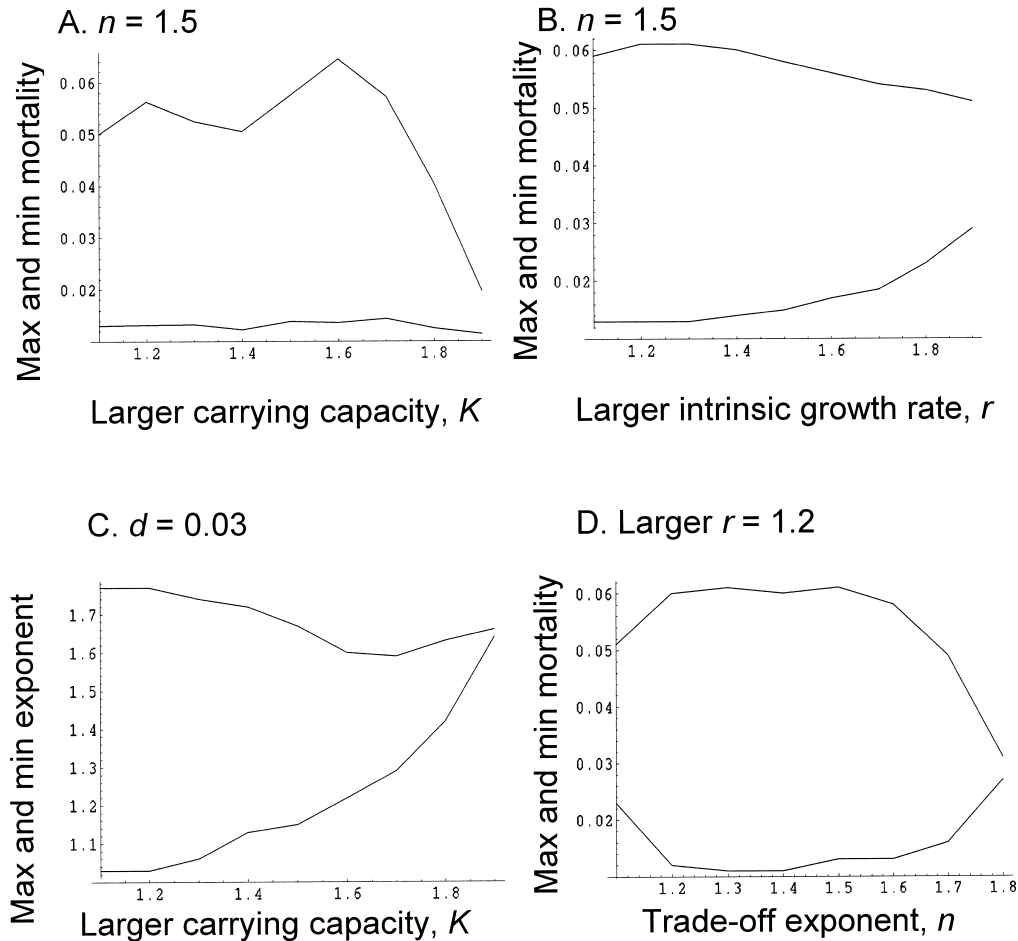 A. n = 1.5
Max and min mortality
0.06
0.05
0.04
0.03
0.02
1.2 1.4 1.6 1.8
Larger carrying capacity, K
B. n = 1.5
Max and min mortality
0.06
0.05
0.04
0.03
0.02
1.2 1.4 1.6 1.8
Larger intrinsic growth rate, r
C. d = 0.03
Max and min exponent
1.7
1.6
1.5
1.4
1.3
1.2
1.1
1.2 1.4 1.6 1.8
Larger carrying capacity, K
D. Larger r = 1.2
Max and min mortality
0.06
0.05
0.04
0.03
0.02
1.2 1.3 1.4 1.5 1.6 1.7 1.8
Trade-off exponent, n